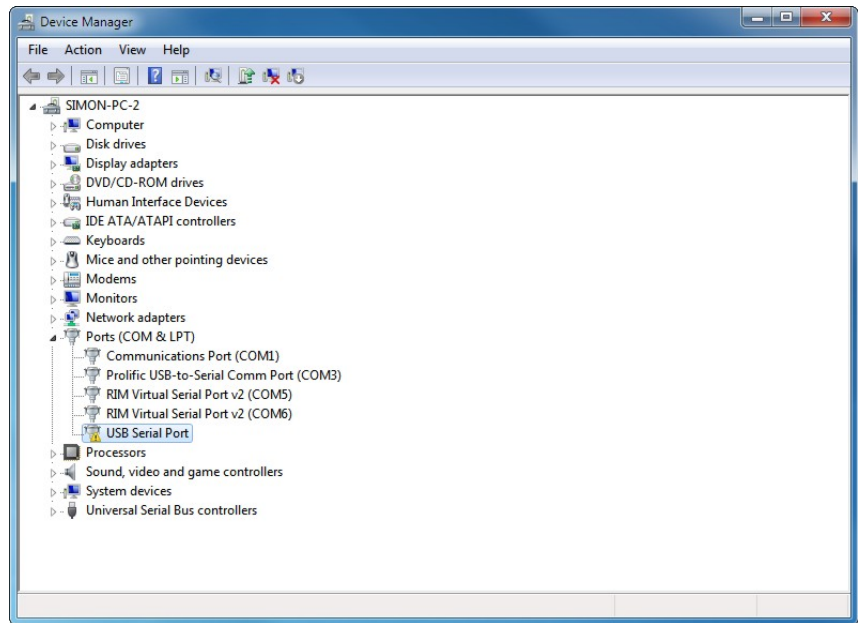 Device Manager
File Action View Help
SIMON-PC-2
Computer
Disk drives
Display adapters
DVD/CD-ROM drives
Human Interface Devices
IDE ATA/ATAPI controllers
Keyboards
Mice and other pointing devices
Modems
Monitors
Network adapters
Ports (COM & LPT)
Communications Port (COM1)
Prolific USB-to-Serial Comm Port (COM3)
RIM Virtual Serial Port v2 (COM5)
RIM Virtual Serial Port v2 (COM6)
USB Serial Port
Processors
Sound, video and game controllers
System devices
Universal Serial Bus controllers